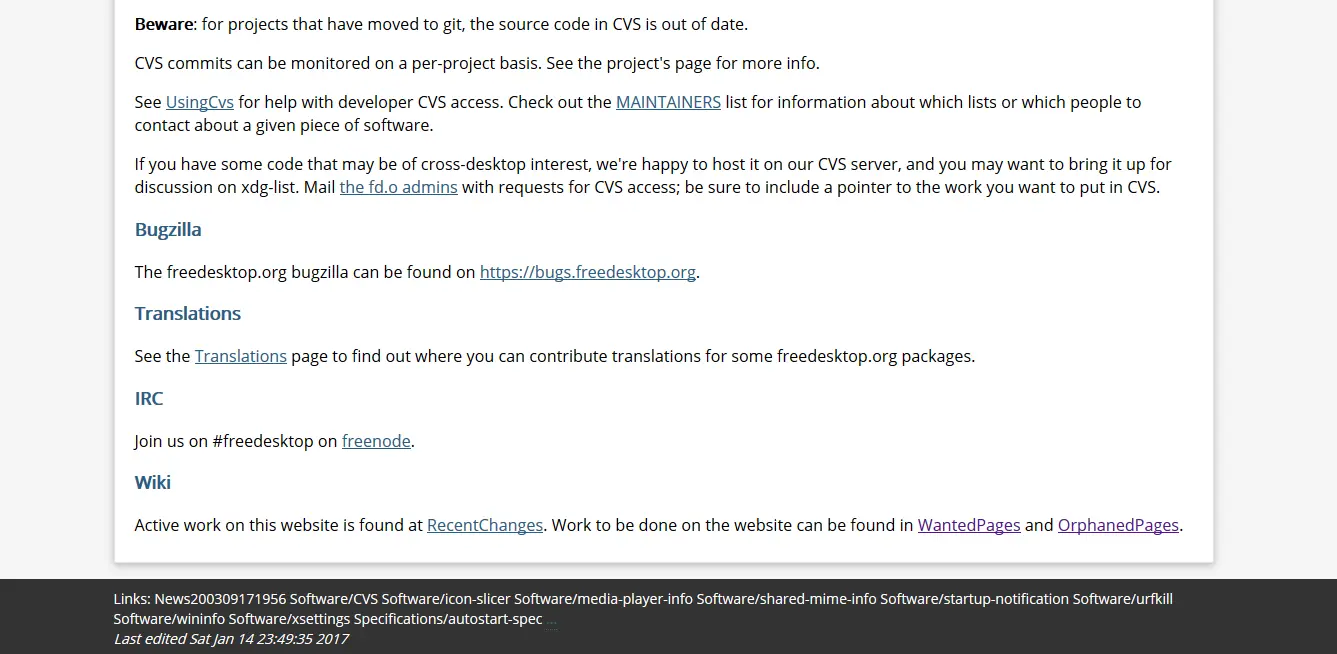 Beware: for projects that have moved to git, the source code in CVS is out of date.
CVS commits can be monitored on a per-project basis. See the project's page for more info.
See UsingCvs for help with developer CVS access. Check out the MAINTAINERS list for information about which lists or which people to
contact about a given piece of software.
If you have some code that may be of cross-desktop interest, we're happy to host it on our CVS server, and you may want to bring it up for
discussion on xdg-list. Mail the fd.o admins with requests for CVS access; be sure to include a pointer to the work you want to put in CVS.
Bugzilla
The freedesktop.org bugzilla can be found on https://bugs.freedesktop.org.
Translations
See the Translations page to find out where you can contribute translations for some freedesktop.org packages.
IRC
Join us on #freedesktop on freenode.
Wiki
Active work on this website is found at RecentChanges. Work to be done on the website can be found in WantedPages and OrphanedPages.
Links: News200309171956 Software/CVS Software/icon-slicer Software/media-player-info Software/shared-mime-info Software/startup-notification Software/urfkill
Software/wininfo Software/xsettings Specifications/autostart-spec ...
Last edited Sat Jan 14 23:49:35 2017